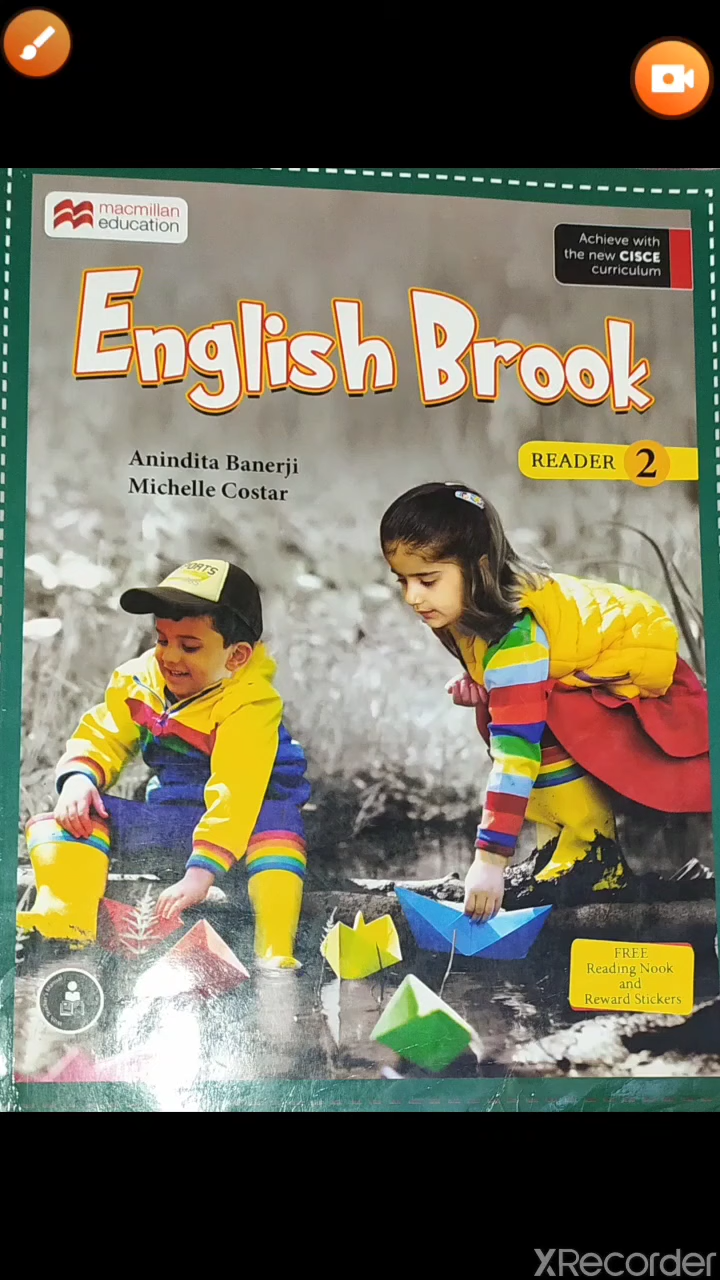 macmillan
education
Achieve with
the new CISCE
curriculum
English Brook
Anindita Banerji
Michelle Costar
READER 2
FREE
Reading Nook
and
Reward Stickers
XRecorder